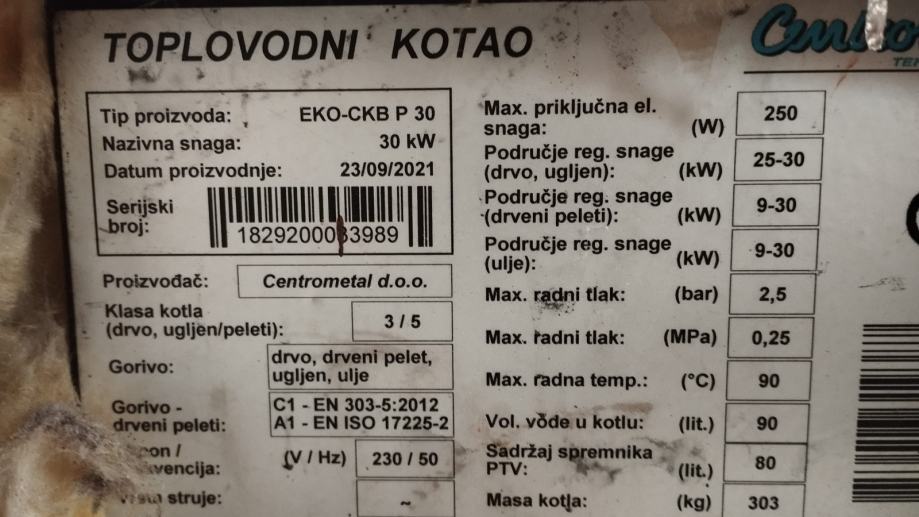 TOPLOVODNI KOTAO
Tip proizvoda: EKO-CKB P 30
Nazivna snaga: 30 kW
Datum proizvodnje: 23/09/2021
Serijski
broj:
1829200033989
Proizvođač: Centrometal d.o.o.
Klasa kotla
(drvo, ugljen/peleti): 3 / 5
Gorivo: drvo, drveni pelet,
ugljen, ulje
Gorivo - C1 - EN 303-5:2012
drveni peleti: A1 - EN ISO 17225-2
(V / Hz) 230 / 50
struje: ~
Max. priključna el.
snaga: (W) 250
Područje reg. snage
(drvo, ugljen): (kW) 25-30
Područje reg. snage
(drveni peleti): (kW) 9-30
Područje reg. snage
(ulje): (kW) 9-30
Max. radni tlak: (bar) 2,5
Max. radni tlak: (MPa) 0,25
Max. radna temp.: (°C) 90
Vol. vode u kotlu: (lit.) 90
Sadržaj spremnika
PTV: (lit.) 80
Masa kotla: (kg) 303